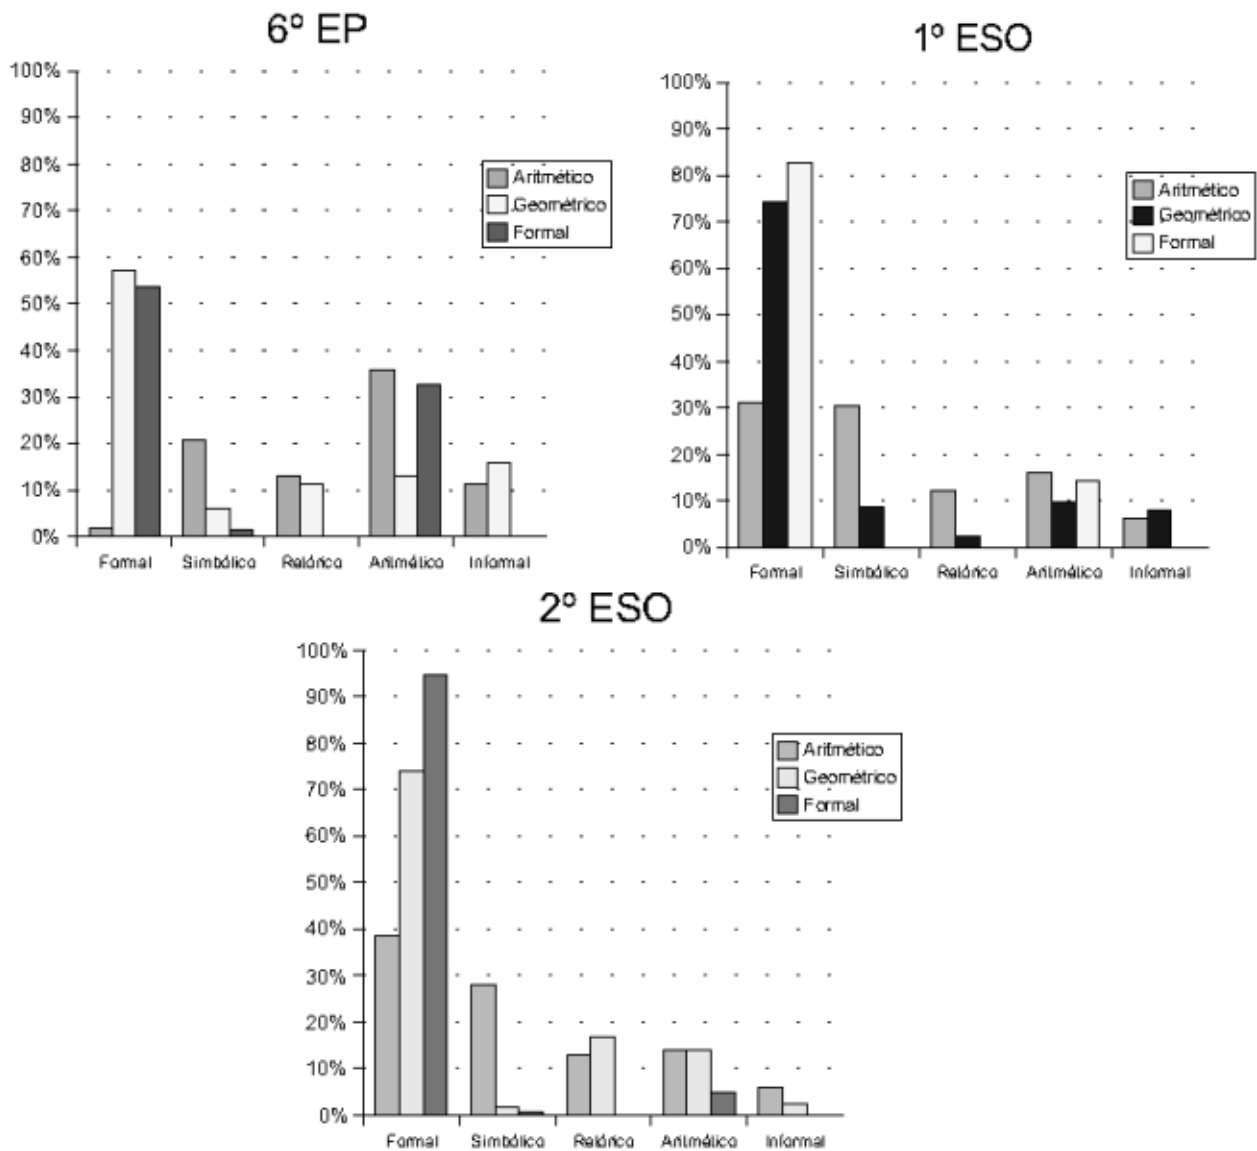 6º EP
100%
90%
80%
70%
60%
50%
40%
30%
20%
10%
0%
Aritmético
Geométrico
Formal
Formal Simbólico Retórico Aritmético Informal
1º ESO
100%
90%
80%
70%
60%
50%
40%
30%
20%
10%
0%
Aritmético
Geométrico
Formal
Formal Simbólico Retórico Aritmético Informal
2º ESO
100%
90%
80%
70%
60%
50%
40%
30%
20%
10%
0%
Aritmético
Geométrico
Formal
Formal Simbólico Retórico Aritmético Informal